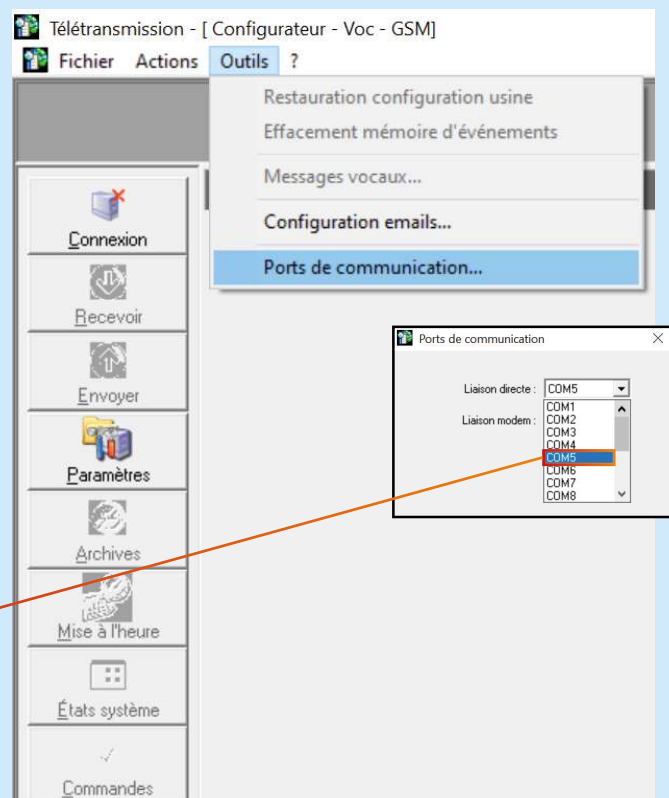 Télétransmission - [ Configurateur - Voc - GSM]
Fichier Actions Outils ?
Restauration configuration usine
Effacement mémoire d'événements
Messages vocaux...
Configuration emails...
Ports de communication...
Connexion
Recevoir
Envoyer
Paramètres
Archives
Mise à l'heure
États système
Commandes
Ports de communication
Liaison directe : COM5
Liaison modem :
COM1
COM2
COM3
COM4
COM5
COM6
COM7
COM8